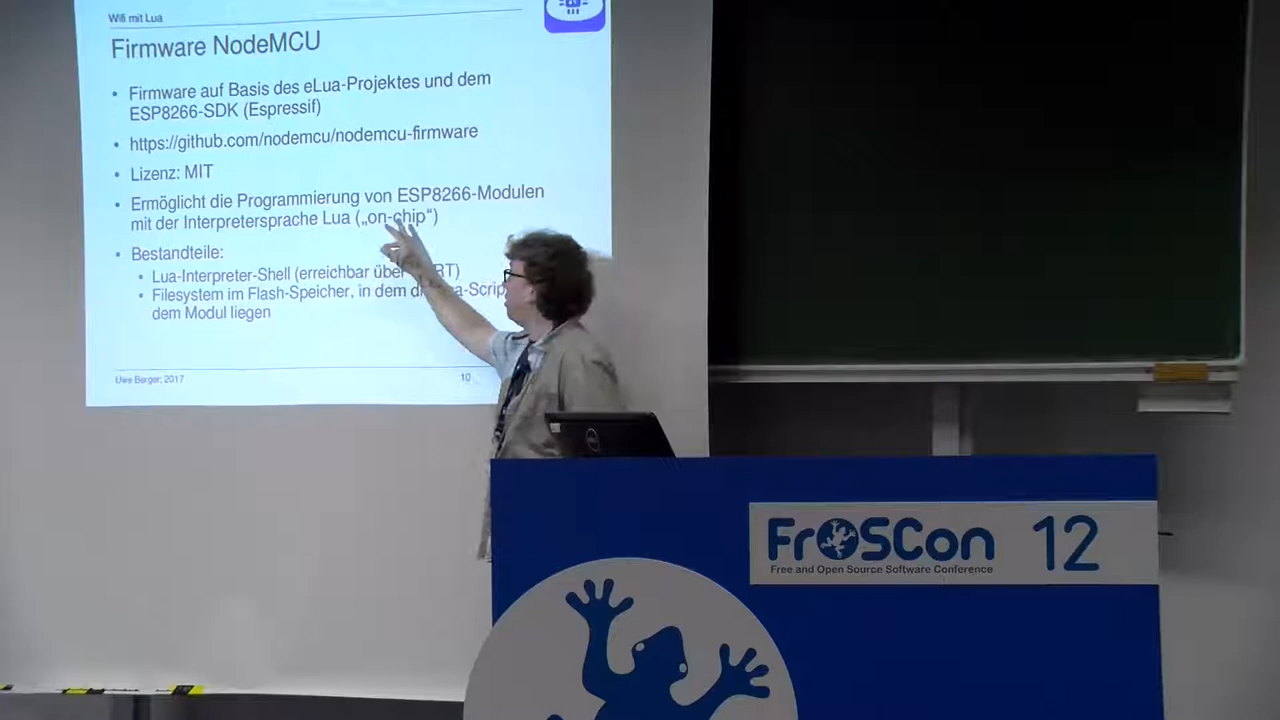 Wifi mit Lua
Firmware NodeMCU
• Firmware auf Basis des eLua-Projektes und dem
ESP8266-SDK (Espressif)
• https://github.com/nodemcu/nodemcu-firmware
• Lizenz: MIT
• Ermöglicht die Programmierung von ESP8266-Modulen
mit der Interpretersprache Lua („on-chip“)
• Bestandteile:
• Lua-Interpreter-Shell (erreichbar über RT)
• Filesystem im Flash-Speicher, in dem
dem Modul liegen
Uwe Berger, 2017
10
FrOSCon 12
Free and Open Source Software Conference